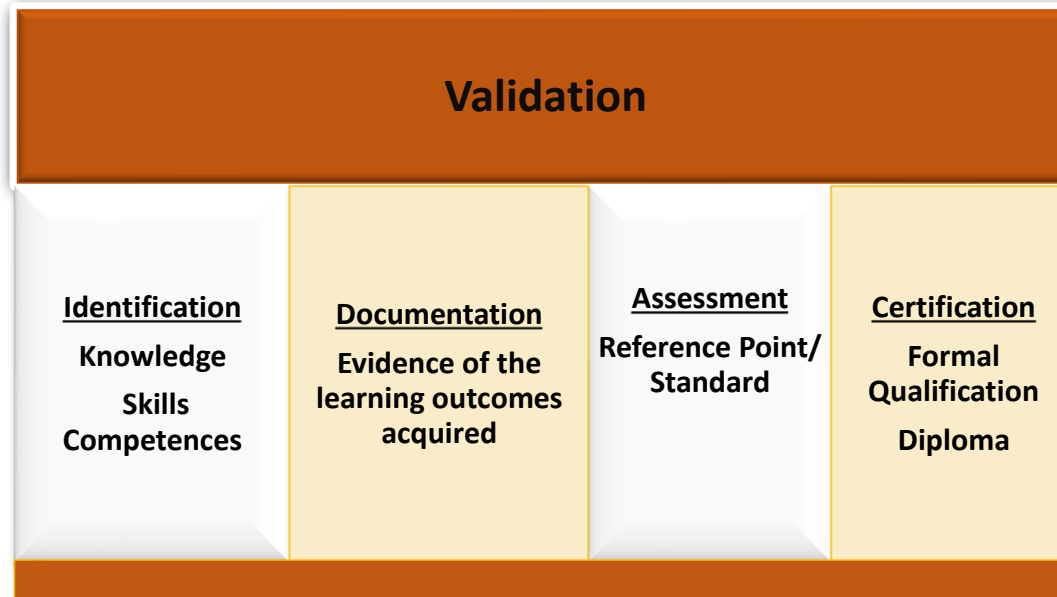 Validation
Identification
Knowledge
Skills
Competences
Documentation
Evidence of the
learning outcomes
acquired
Assessment
Reference Point/
Standard
Certification
Formal
Qualification
Diploma